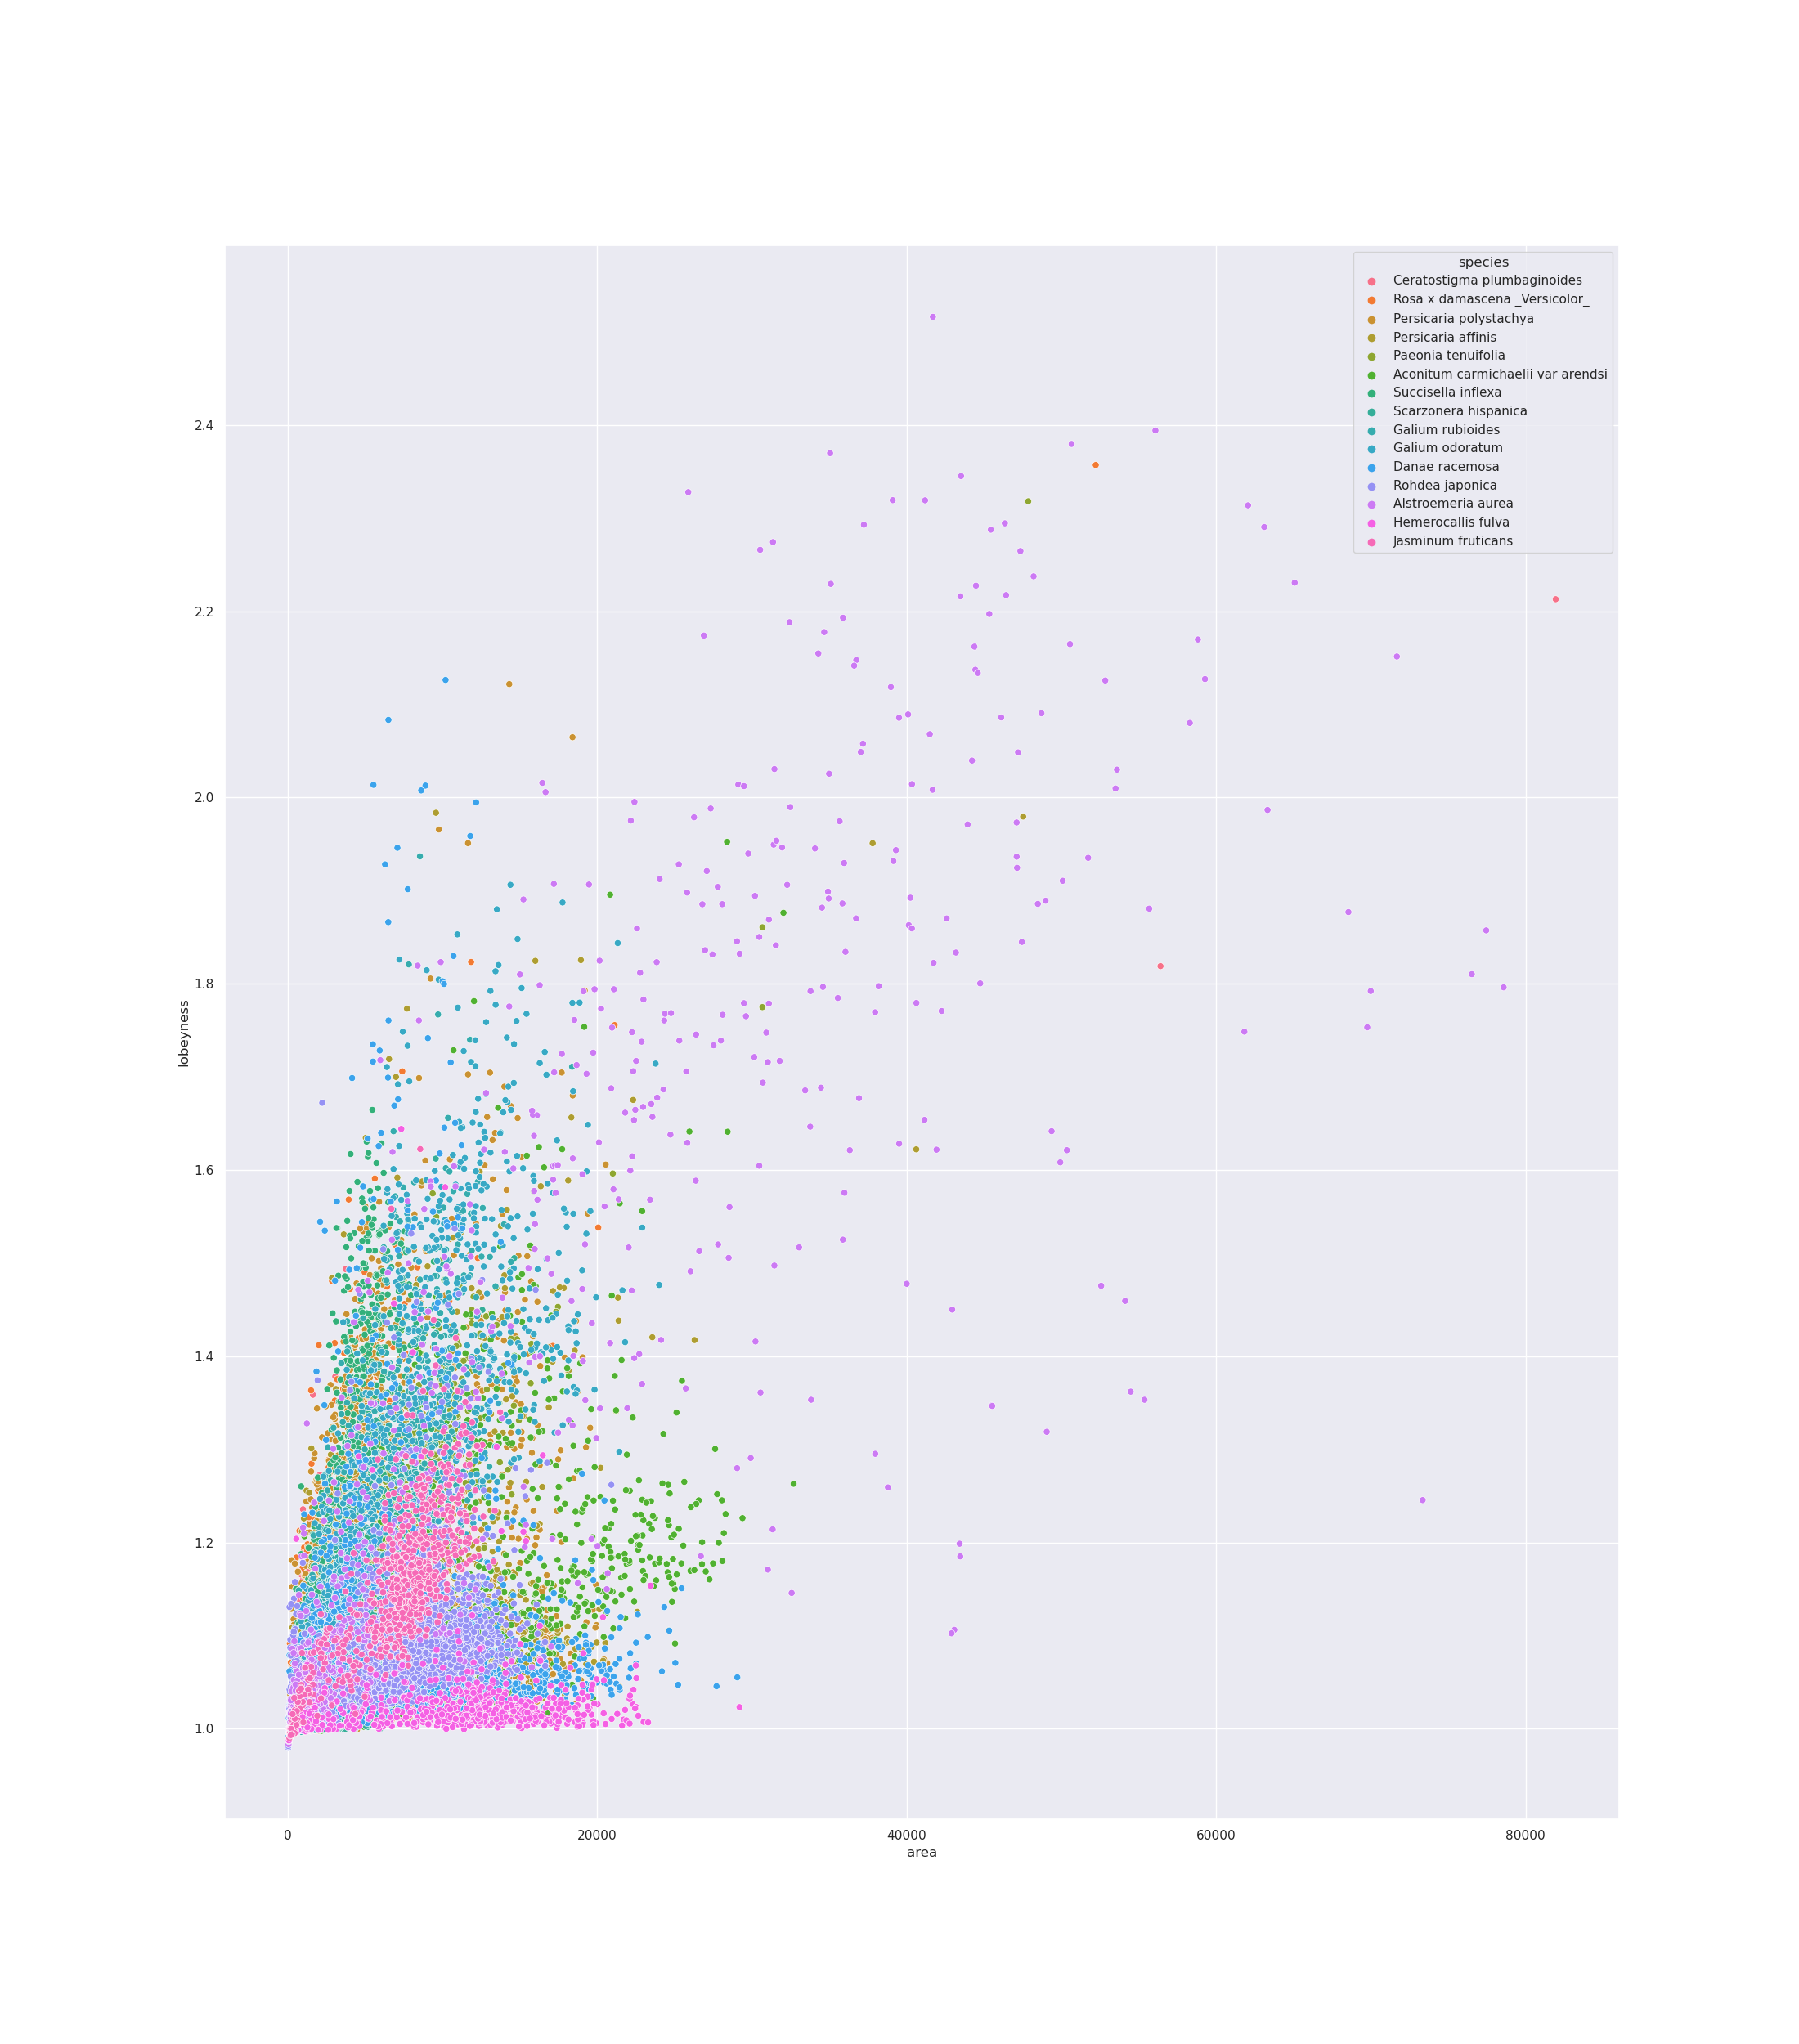 species
Ceratostigma plumbaginoides
Rosa x damascena _Versicolor_
Persicaria polystachya
Persicaria affinis
Paeonia tenuifolia
Aconitum carmichaelii var arendsi
Succisella inflexa
Scarzonera hispanica
Galium rubioides
Galium odoratum
Danae racemosa
Rohdea japonica
Alstroemeria aurea
Hemerocallis fulva
Jasminum fruticans
2.4
2.2
2.0
1.8
1.6
1.4
1.2
1.0
lobeyness
0 20000 40000 60000 80000
area